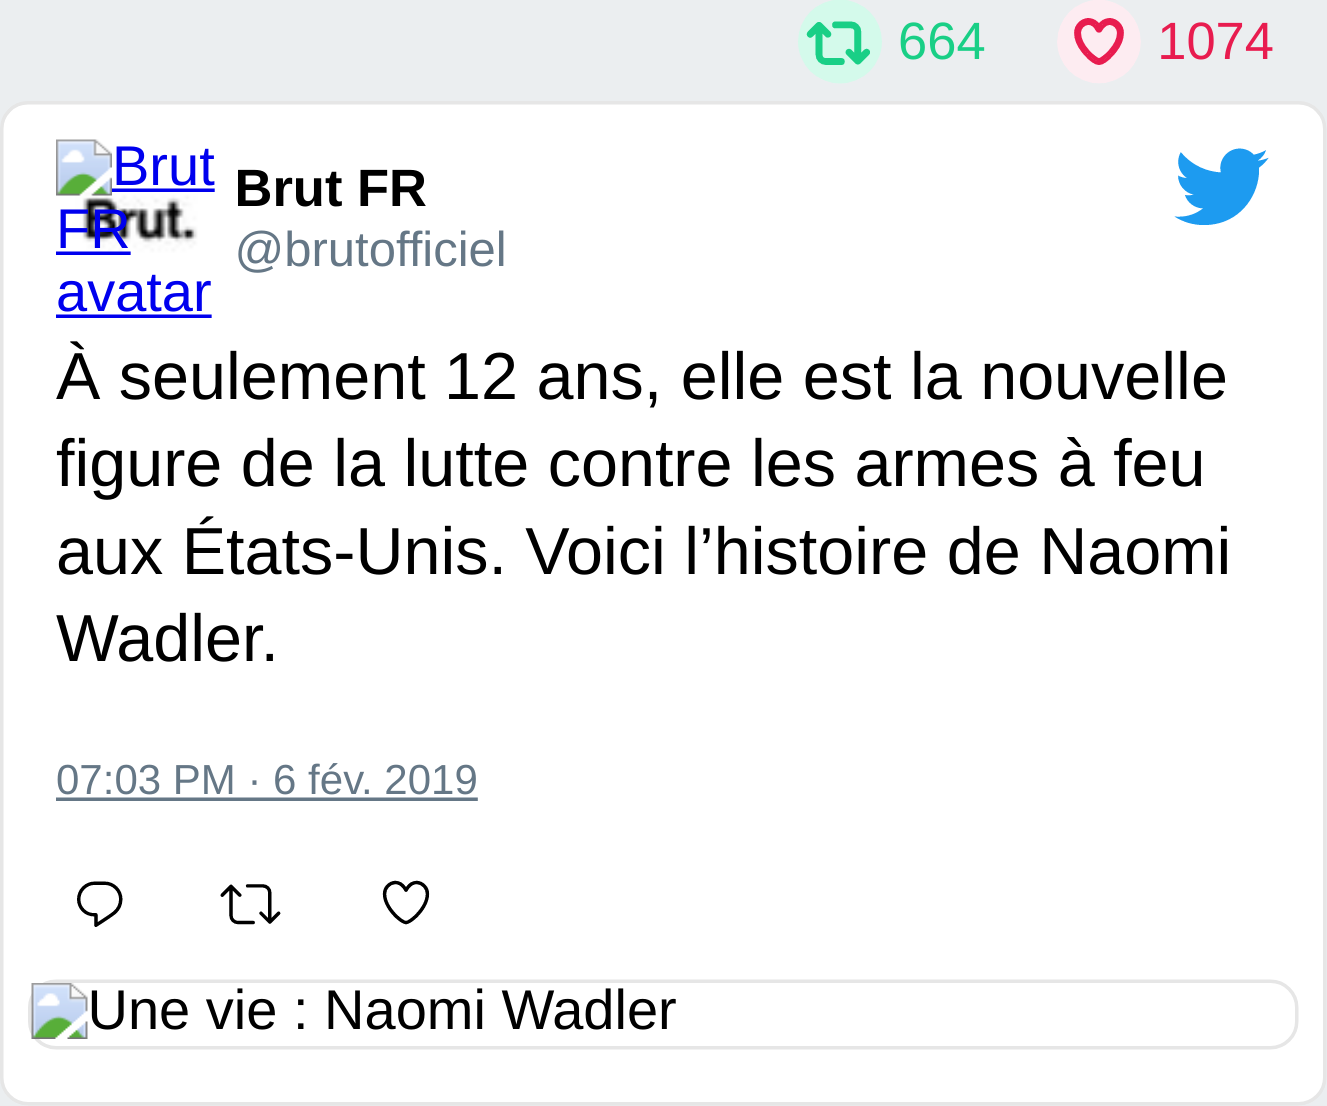 664 1074
Brut FR avatar
Brut.
Brut FR
@brutofficiel
À seulement 12 ans, elle est la nouvelle
figure de la lutte contre les armes à feu
aux États-Unis. Voici l’histoire de Naomi
Wadler.
07:03 PM · 6 fév. 2019
Une vie : Naomi Wadler